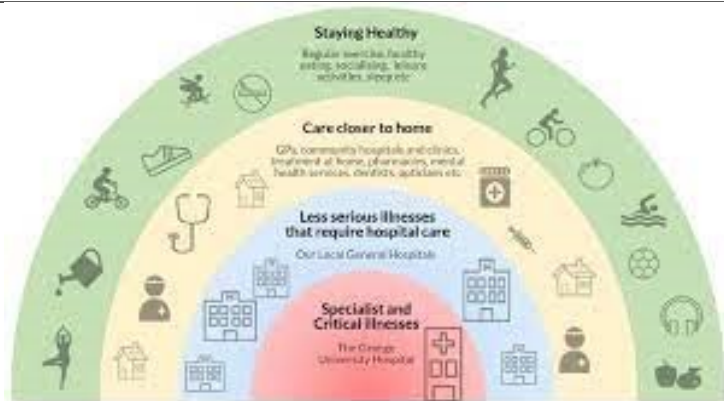 Staying Healthy
Regular exercise, healthy
eating, socialising, leisure
activities, sleep etc
Care closer to home
GPs, community hospitals and clinics,
treatment at home, pharmacies, mental
health services, dentists, opticians etc
Less serious illnesses
that require hospital care
Our Local General Hospitals
Specialist and
Critical illnesses
The Grange
University Hospital